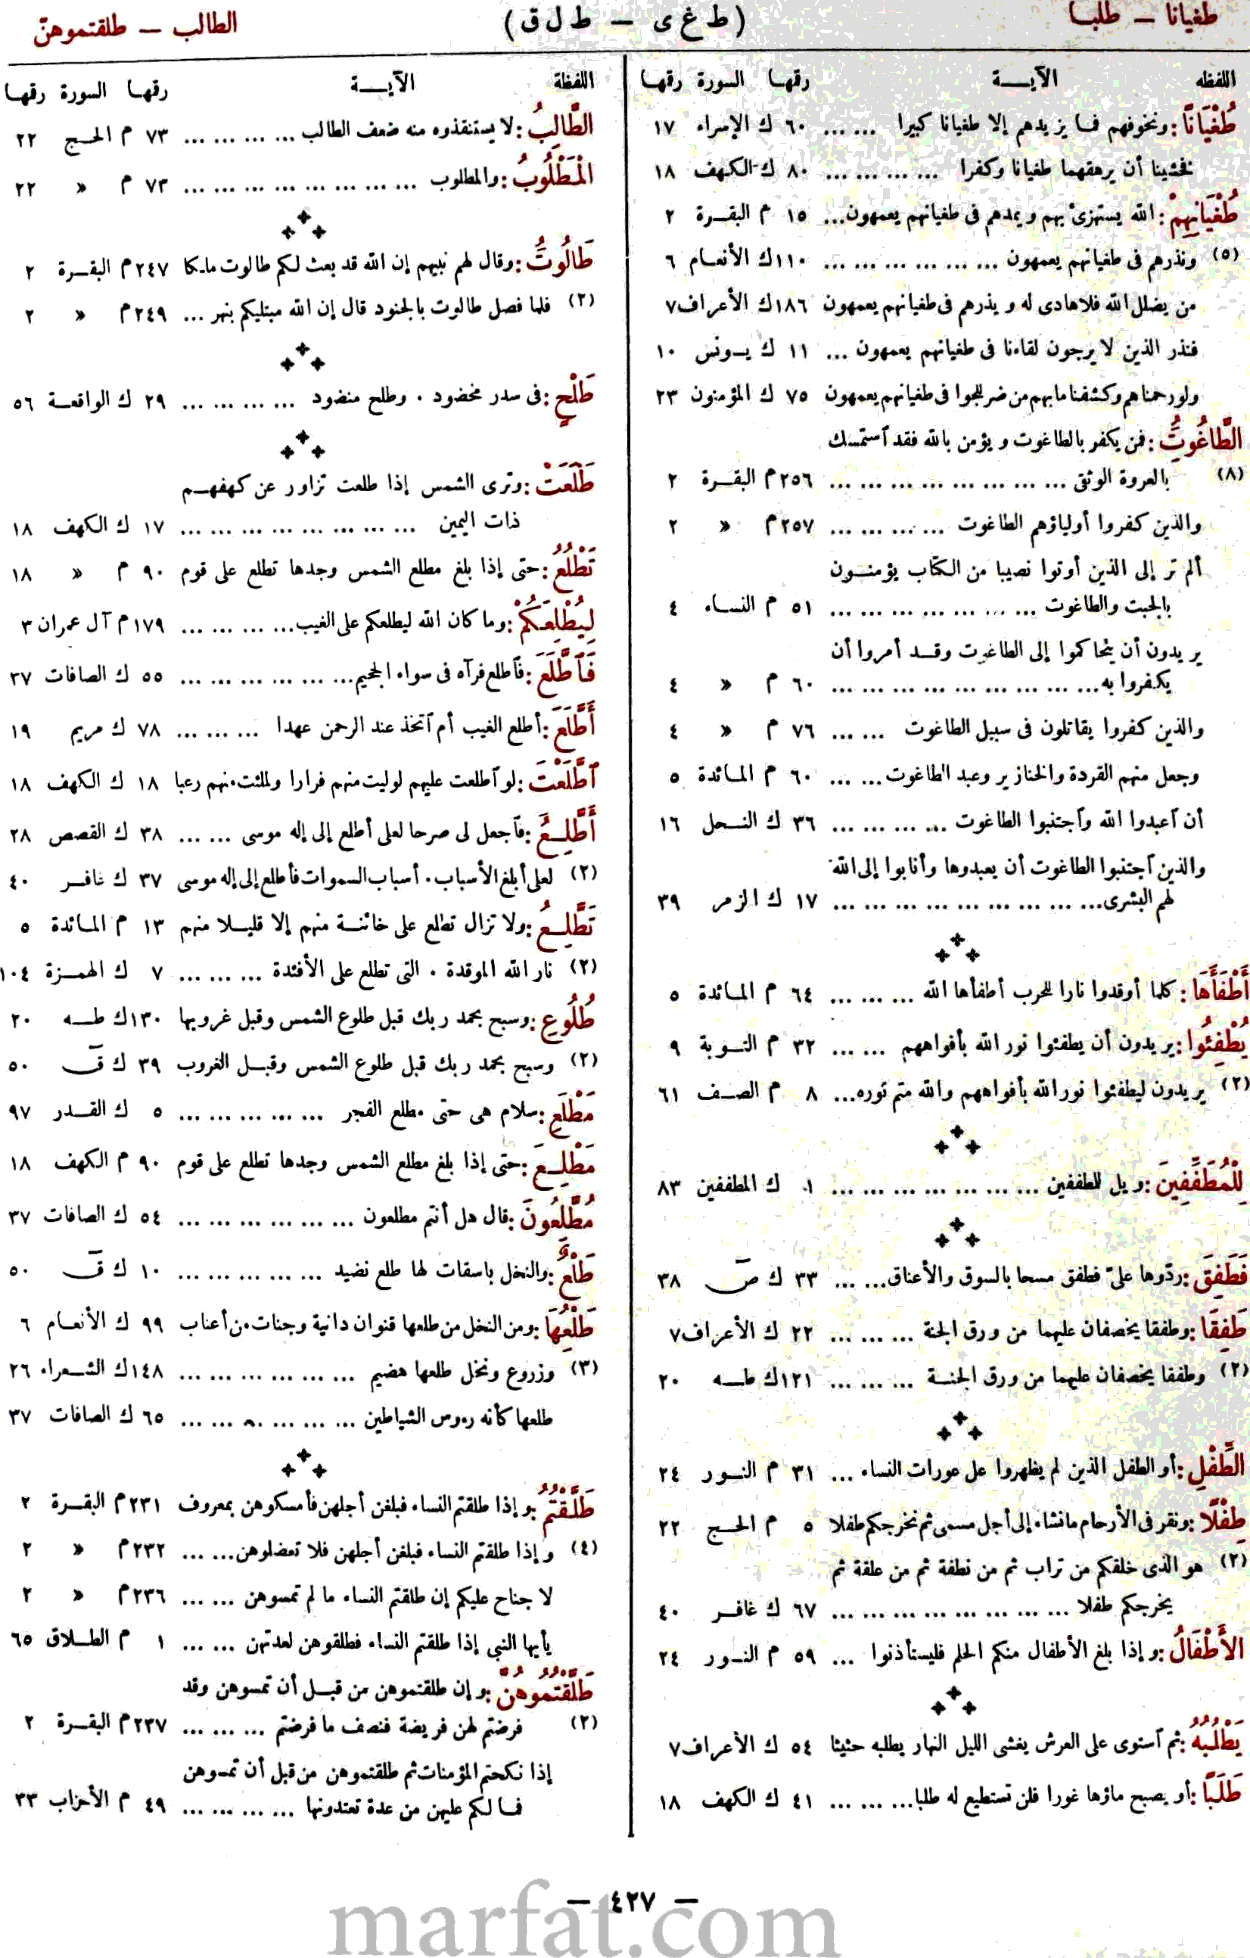 طغيانا – طلبا
(ط غ ى – ط ل ق)
الطالب – طلقتموهنّ
اللفظه الآيــــة رقمها السورة رقمها
طُغْيَانًا: ونخوفهم فما يزيدهم إلا طغيانا كبيرا ... ... ٦٠ ك الإسراء ١٧
فخشينا أن يرهقهما طغيانا وكفرا ... ... ... ... ٨٠ ك الكهف ١٨
طُغْيَانِهِمْ: الله يستهزئ بهم ويمدهم فى طغيانهم يعمهون... ١٥ م البقرة ٢
(٥) ونذرهم فى طغيانهم يعمهون ... ... ... ... ... ... ١١٠ ك الأنعام ٦
من يضلل الله فلا هادى له ويذرهم فى طغيانهم يعمهون ١٨٦ ك الأعراف ٧
فنذر الذين لا يرجون لقاءنا فى طغيانهم يعمهون ... ١١ ك يونس ١٠
ولو رحمناهم وكشفنا ما بهم من ضر للجوا فى طغيانهم يعمهون ٧٥ ك المؤمنون ٢٣
الطَّاغُوتِ: فمن يكفر بالطاغوت ويؤمن بالله فقد آستمسك
(٨) بالعروة الوثقى ... ... ... ... ... ... ... ... ٢٥٦ م البقرة ٢
والذين كفروا أولياؤهم الطاغوت ... ... ... ... ٢٥٧ م « ٢
ألم تر إلى الذين أوتوا نصيبا من الكتاب يؤمنون
بالجبت والطاغوت ... ... ... ... ... ... ... ٥١ م النساء ٤
يريدون أن يتحاكموا إلى الطاغوت وقد أمروا أن
يكفروا به... ... ... ... ... ... ... ... ... ٦٠ م « ٤
والذين كفروا يقاتلون فى سبيل الطاغوت ... ... ٧٦ م « ٤
وجعل منهم القردة والخنازير وعبد الطاغوت... ... ٦٠ م المائدة ٥
أن آعبدوا الله وآجتنبوا الطاغوت ... ... ... ... ٣٦ ك النحل ١٦
والذين آجتنبوا الطاغوت أن يعبدوها وأنابوا إلى الله
لهم البشرى... ... ... ... ... ... ... ... ... ١٧ ك الزمر ٣٩
أَطْفَأَهَا: كلما أوقدوا نارا للحرب أطفأها الله ... ... ... ٦٤ م المائدة ٥
يُطْفِئُوا: يريدون أن يطفئوا نور الله بأفواههم ... ... ٣٢ م التوبة ٩
(٢) يريدون ليطفئوا نور الله بأفواههم والله متم نوره... ٨ م الصف ٦١
لِلْمُطَفِّفِينَ: ويل للمطففين ... ... ... ... ... ... ... ١ ك المطففين ٨٣
فَطَفِقَ: ردّوها علىّ فطفق مسحا بالسوق والأعناق... ... ٣٣ ك صٓ ٣٨
طَفِقَا: وطفقا يخصفان عليهما من ورق الجنة ... ... ... ٢٢ ك الأعراف ٧
(٢) وطفقا يخصفان عليهما من ورق الجنة ... ... ... ١٢١ ك طه ٢٠
الطِّفْلِ: أو الطفل الذين لم يظهروا على عورات النساء ... ٣١ م النور ٢٤
طِفْلًا: ونقر فى الأرحام ما نشاء إلى أجل مسمى ثم نخرجكم طفلا ٥ م الحج ٢٢
(٢) هو الذى خلقكم من تراب ثم من نطفة ثم من علقة ثم
يخرجكم طفلا ... ... ... ... ... ... ... ... ٦٧ ك غافر ٤٠
الأَطْفَالُ: وإذا بلغ الأطفال منكم الحلم فليستأذنوا ... ٥٩ م النور ٢٤
يَطْلُبُهُ: ثم آستوى على العرش يغشى الليل النهار يطلبه حثيثا ٥٤ ك الأعراف ٧
طَلَبًا: أو يصبح ماؤها غورا فلن تستطيع له طلبا... ... ... ٤١ ك الكهف ١٨
اللفظة الآيــــة رقمها السورة رقمها
الطَّالِبُ: لا يستنقذوه منه ضعف الطالب ... ... ... ... ٧٣ م الحج ٢٢
الْمَطْلُوبُ: والمطلوب ... ... ... ... ... ... ... ... ٧٣ م « ٢٢
طَالُوتُ: وقال لهم نبيهم إن الله قد بعث لكم طالوت ملكا ٢٤٧ م البقرة ٢
(٢) فلما فصل طالوت بالجنود قال إن الله مبتليكم بنهر ... ٢٤٩ م « ٢
طَلْحٍ: فى سدر مخضود . وطلح منضود ... ... ... ... ٢٩ ك الواقعة ٥٦
طَلَعَتْ: وترى الشمس إذا طلعت تزاور عن كهفهم
ذات اليمين ... ... ... ... ... ... ... ... ١٧ ك الكهف ١٨
تَطْلُعُ: حتى إذا بلغ مطلع الشمس وجدها تطلع على قوم ٩٠ م « ١٨
لِيُطْلِعَكُمْ: وما كان الله ليطلعكم على الغيب... ... ... ... ١٧٩ م آل عمران ٣
فَآطَّلَعَ: فآطلع فرآه فى سواء الجحيم... ... ... ... ... ... ٥٥ ك الصافات ٣٧
أَطَّلَعَ: أطلع الغيب أم آتخذ عند الرحمن عهدا ... ... ... ٧٨ ك مريم ١٩
آطَّلَعْتَ: لو آطلعت عليهم لوليت منهم فرارا ولملئت منهم رعبا ١٨ ك الكهف ١٨
أَطَّلِعُ: فآجعل لى صرحا لعلى أطلع إلى إله موسى ... ... ٣٨ ك القصص ٢٨
(٢) لعلى أبلغ الأسباب . أسباب السموات فأطلع إلى إله موسى ٣٧ ك غافر ٤٠
تَطَّلِعُ: ولا تزال تطلع على خائنة منهم إلا قليلا منهم ١٣ م المائدة ٥
(٢) نار الله الموقدة . التى تطلع على الأفئدة ... ... ... ٧ ك الهمزة ١٠٤
طُلُوعِ: وسبح بحمد ربك قبل طلوع الشمس وقبل غروبها ١٣٠ ك طه ٢٠
(٢) وسبح بحمد ربك قبل طلوع الشمس وقبل الغروب ٣٩ ك قٓ ٥٠
مَطْلَعِ: سلام هى حتى مطلع الفجر ... ... ... ... ... ٥ ك القدر ٩٧
مَطْلِعَ: حتى إذا بلغ مطلع الشمس وجدها تطلع على قوم ٩٠ م الكهف ١٨
مُطَّلِعُونَ: قال هل أنتم مطلعون ... ... ... ... ... ... ٥٤ ك الصافات ٣٧
طَلْعٌ: والنخل باسقات لها طلع نضيد ... ... ... ... ... ١٠ ك قٓ ٥٠
طَلْعُهَا: ومن النخل من طلعها قنوان دانية وجنات من أعناب ٩٩ ك الأنعام ٦
(٣) وزروع ونخل طلعها هضيم ... ... ... ... ... ... ١٤٨ ك الشعراء ٢٦
طلعها كأنه رءوس الشياطين ... ... ... ... ... ... ٦٥ ك الصافات ٣٧
طَلَّقْتُمُ: وإذا طلقتم النساء فبلغن أجلهن فأمسكوهن بمعروف ٢٣١ م البقرة ٢
(٤) وإذا طلقتم النساء فبلغن أجلهن فلا تعضلوهن... ... ٢٣٢ م « ٢
لا جناح عليكم إن طلقتم النساء ما لم تمسوهن ... ... ٢٣٦ م « ٢
يأيها النبى إذا طلقتم النساء فطلقوهن لعدتهن ... ... ١ م الطلاق ٦٥
طَلَّقْتُمُوهُنَّ: وإن طلقتموهن من قبل أن تمسوهن وقد
(٢) فرضتم لهن فريضة فنصف ما فرضتم ... ... ... ٢٣٧ م البقرة ٢
إذا نكحتم المؤمنات ثم طلقتموهن من قبل أن تمسوهن
فما لكم عليهن من عدة تعتدونها ... ... ... ... ٤٩ م الأحزاب ٣٣
– ٤٢٧ –
marfat.com